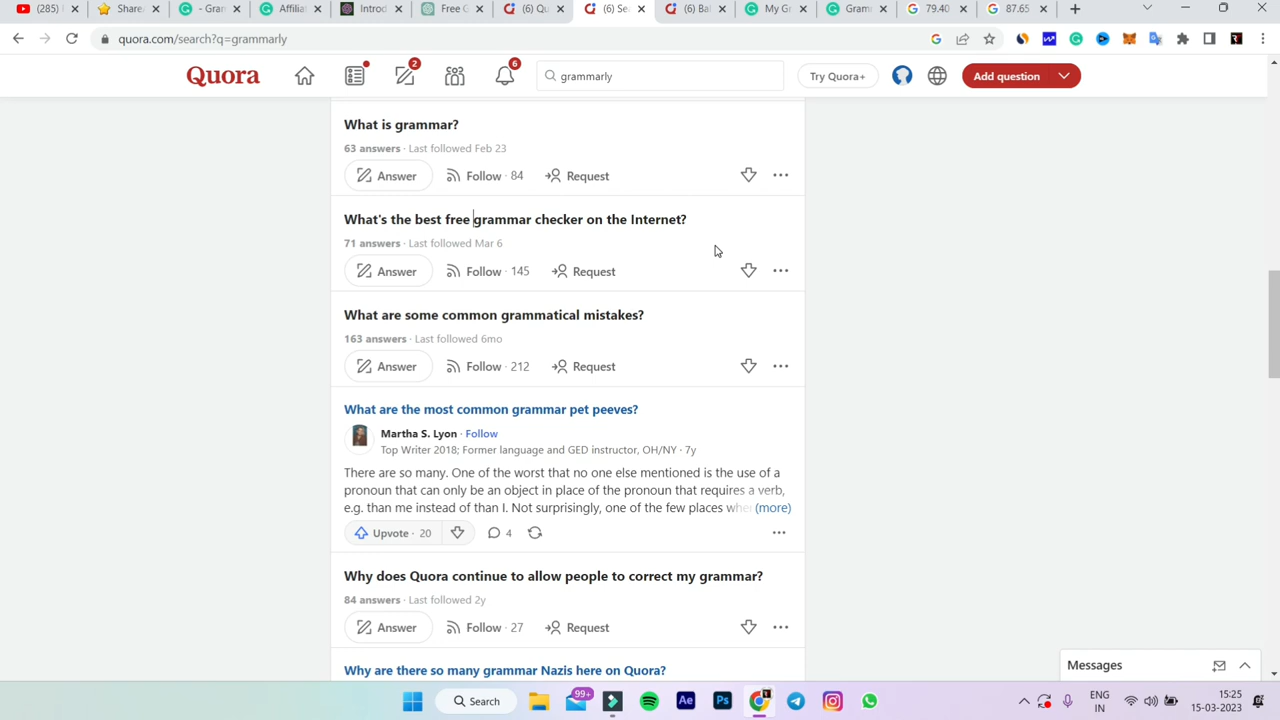 (285)
Share
- Gram
Affiliat
Introd
Free G
(6) Qu
(6) Se
(6) Bal
My Gr
Gramr
79.40
87.65
quora.com/search?q=grammarly
Quora
2
6
grammarly
Try Quora+
Add question
What is grammar?
63 answers · Last followed Feb 23
Answer
Follow · 84
Request
What's the best free grammar checker on the Internet?
71 answers · Last followed Mar 6
Answer
Follow · 145
Request
What are some common grammatical mistakes?
163 answers · Last followed 6mo
Answer
Follow · 212
Request
What are the most common grammar pet peeves?
Martha S. Lyon · Follow
Top Writer 2018; Former language and GED instructor, OH/NY · 7y
There are so many. One of the worst that no one else mentioned is the use of a
pronoun that can only be an object in place of the pronoun that requires a verb,
e.g. than me instead of than I. Not surprisingly, one of the few places whe (more)
Upvote · 20
4
Why does Quora continue to allow people to correct my grammar?
84 answers · Last followed 2y
Answer
Follow · 27
Request
Why are there so many grammar Nazis here on Quora?
Messages
Search
99+
Ae
Ps
ENG
IN
15:25
15-03-2023